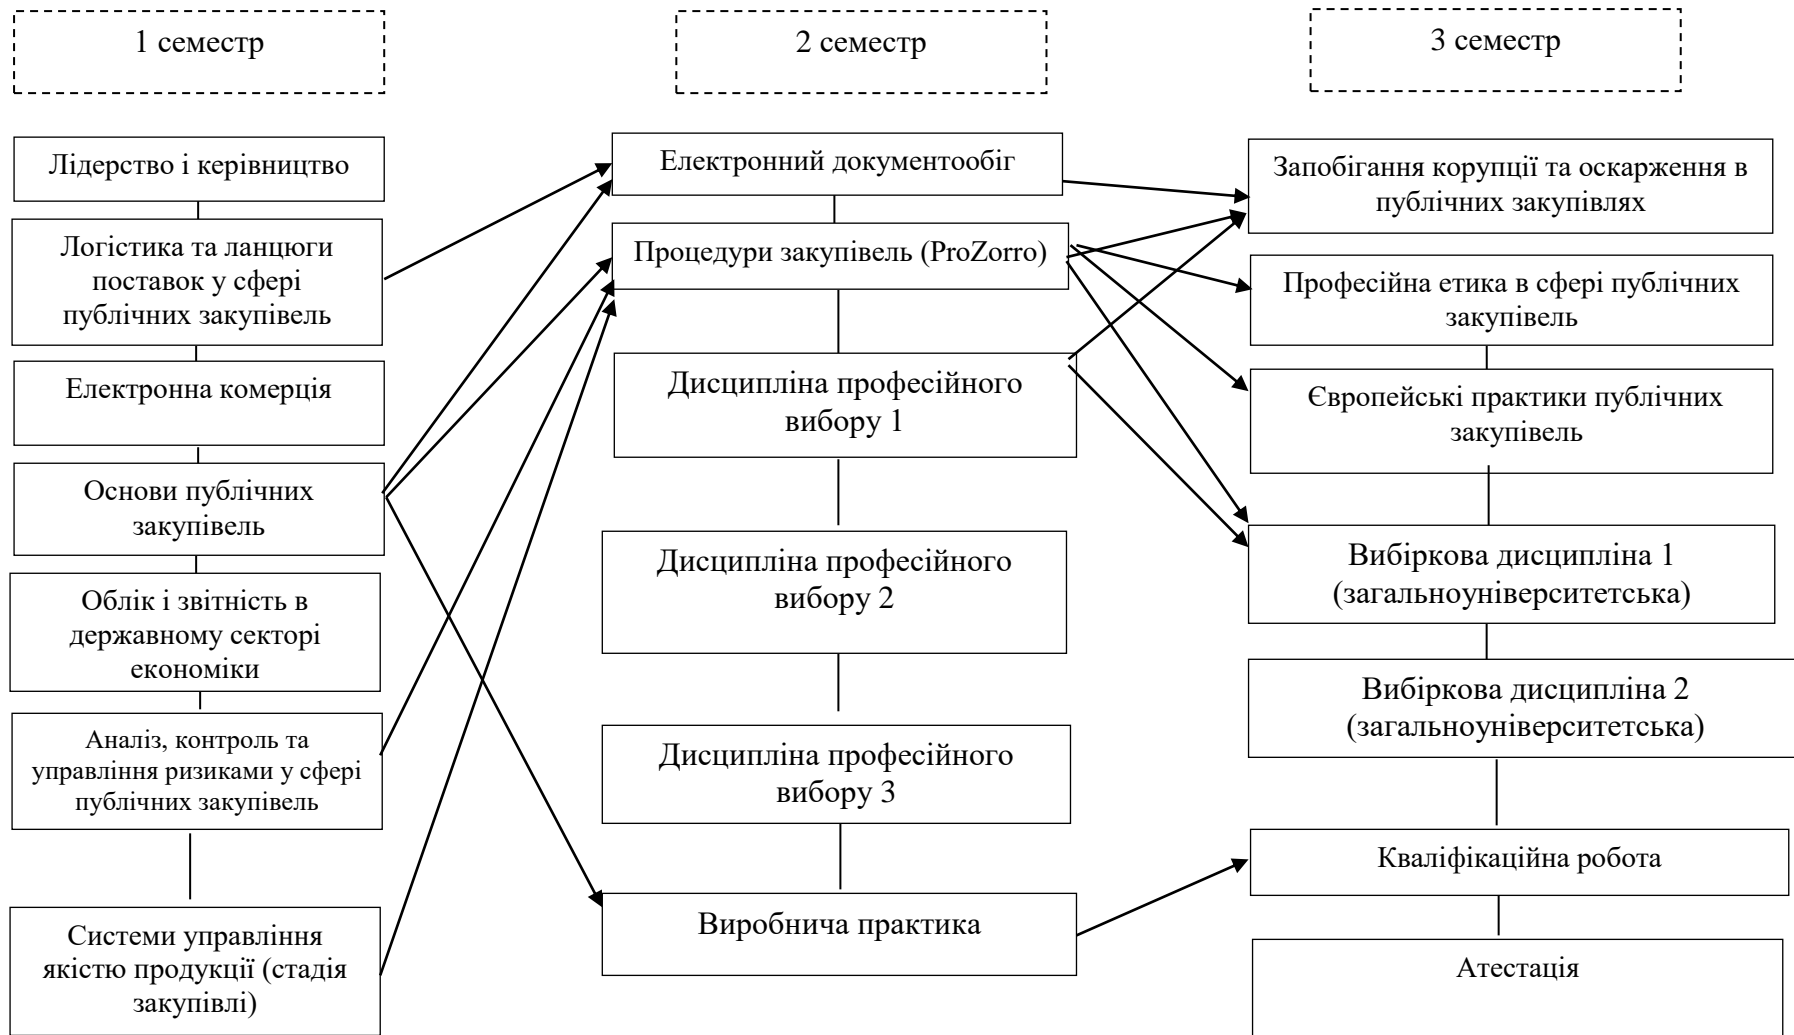 1 семестр
2 семестр
3 семестр
Лідерство і керівництво
Логістика та ланцюги
поставок у сфері
публічних закупівель
Електронна комерція
Основи публічних
закупівель
Облік і звітність в
державному секторі
економіки
Аналіз, контроль та
управління ризиками у сфері
публічних закупівель
Системи управління
якістю продукції (стадія
закупівлі)
Електронний документообіг
Процедури закупівель (ProZorro)
Дисципліна професійного
вибору 1
Дисципліна професійного
вибору 2
Дисципліна професійного
вибору 3
Виробнича практика
Запобігання корупції та оскарження в
публічних закупівлях
Професійна етика в сфері публічних
закупівель
Європейські практики публічних
закупівель
Вибіркова дисципліна 1
(загальноуніверситетська)
Вибіркова дисципліна 2
(загальноуніверситетська)
Кваліфікаційна робота
Атестація